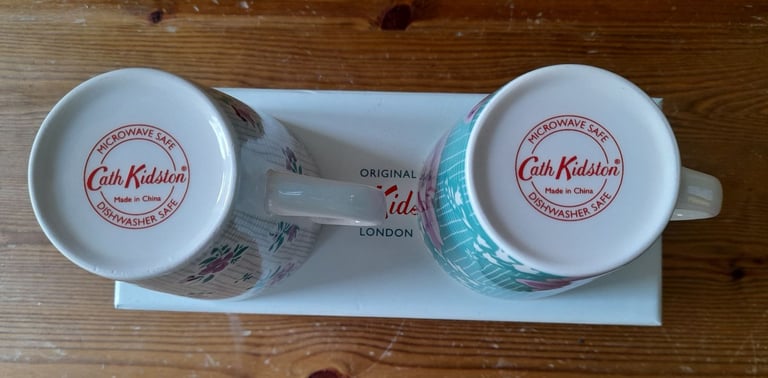 MICROWAVE SAFE
Cath Kidston®
Made in China
DISHWASHER SAFE
ORIGINAL
Kids
LONDON
MICROWAVE SAFE
Cath Kidston®
Made in China
DISHWASHER SAFE